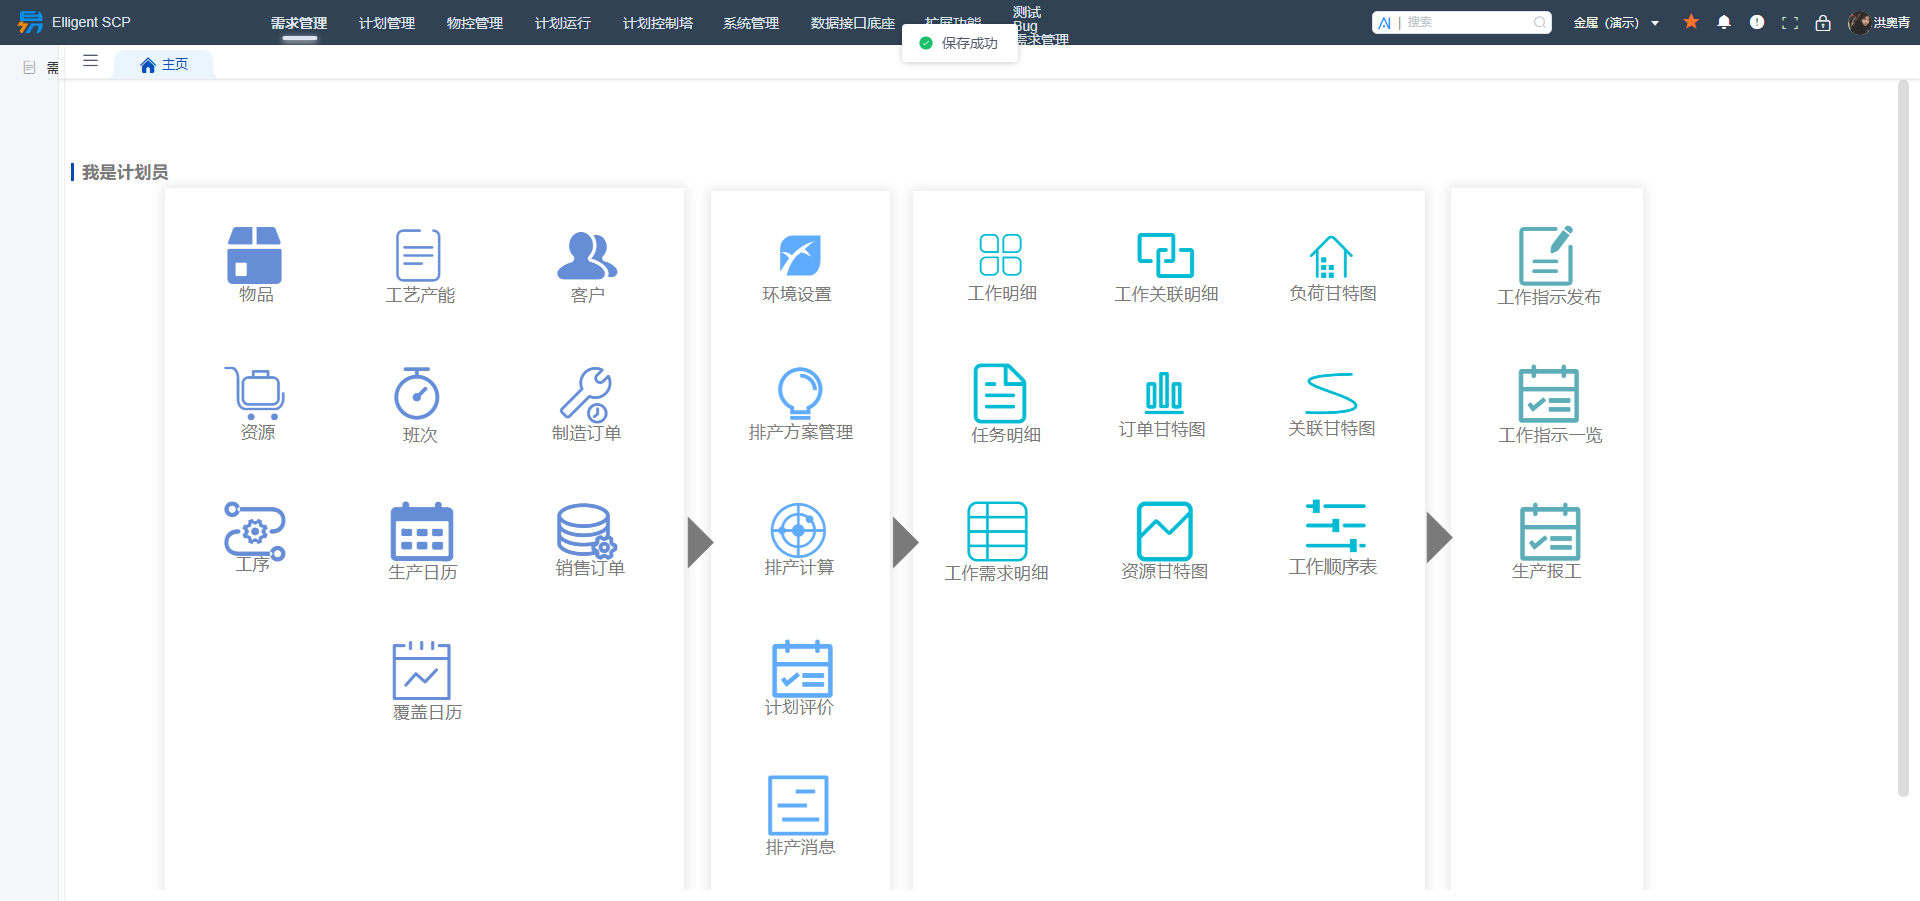 Elligent SCP
需求管理
计划管理
物控管理
计划运行
计划控制塔
系统管理
数据接口底座
扩展功能
测试
Bug
需求管理
搜索
金属（演示）
洪奥青
保存成功
需
主页
我是计划员
物品
工艺产能
客户
环境设置
工作明细
工作关联明细
负荷甘特图
工作指示发布
资源
班次
制造订单
排产方案管理
任务明细
订单甘特图
关联甘特图
工作指示一览
工序
生产日历
销售订单
排产计算
工作需求明细
资源甘特图
工作顺序表
生产报工
覆盖日历
计划评价
排产消息